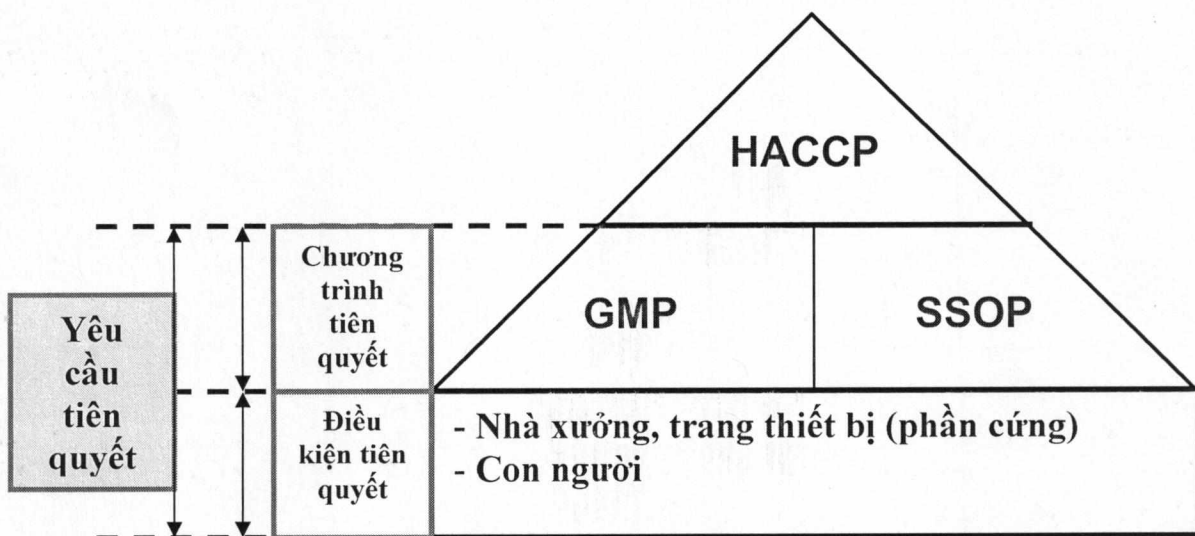 HACCP
Chương
trình
tiên
quyết
GMP
SSOP
Yêu
cầu
tiên
quyết
Điều
kiện tiên
quyết
- Nhà xưởng, trang thiết bị (phần cứng)
- Con người